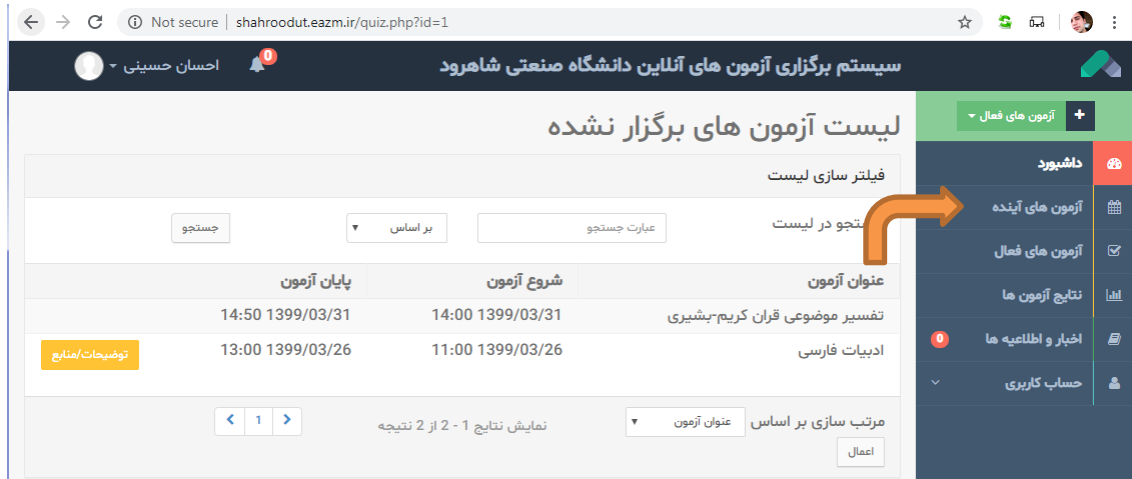 Not secure | shahroodut.eazm.ir/quiz.php?id=1
سیستم برگزاری آزمون های آنلاین دانشگاه صنعتی شاهرود
0
احسان حسینی
+ آزمون های فعال
داشبورد
آزمون های آینده
آزمون های فعال
نتایج آزمون ها
اخبار و اطلاعیه ها 0
حساب کاربری
لیست آزمون های برگزار نشده
فیلتر سازی لیست
ستجو در لیست عبارت جستجو بر اساس جستجو
عنوان آزمون شروع آزمون پایان آزمون
تفسیر موضوعی قران کریم-بشیری 1399/03/31 14:00 1399/03/31 14:50
ادبیات فارسی 1399/03/26 11:00 1399/03/26 13:00 توضیحات/منابع
مرتب سازی بر اساس عنوان آزمون نمایش نتایج 1 - 2 از 2 نتیجه 1
اعمال